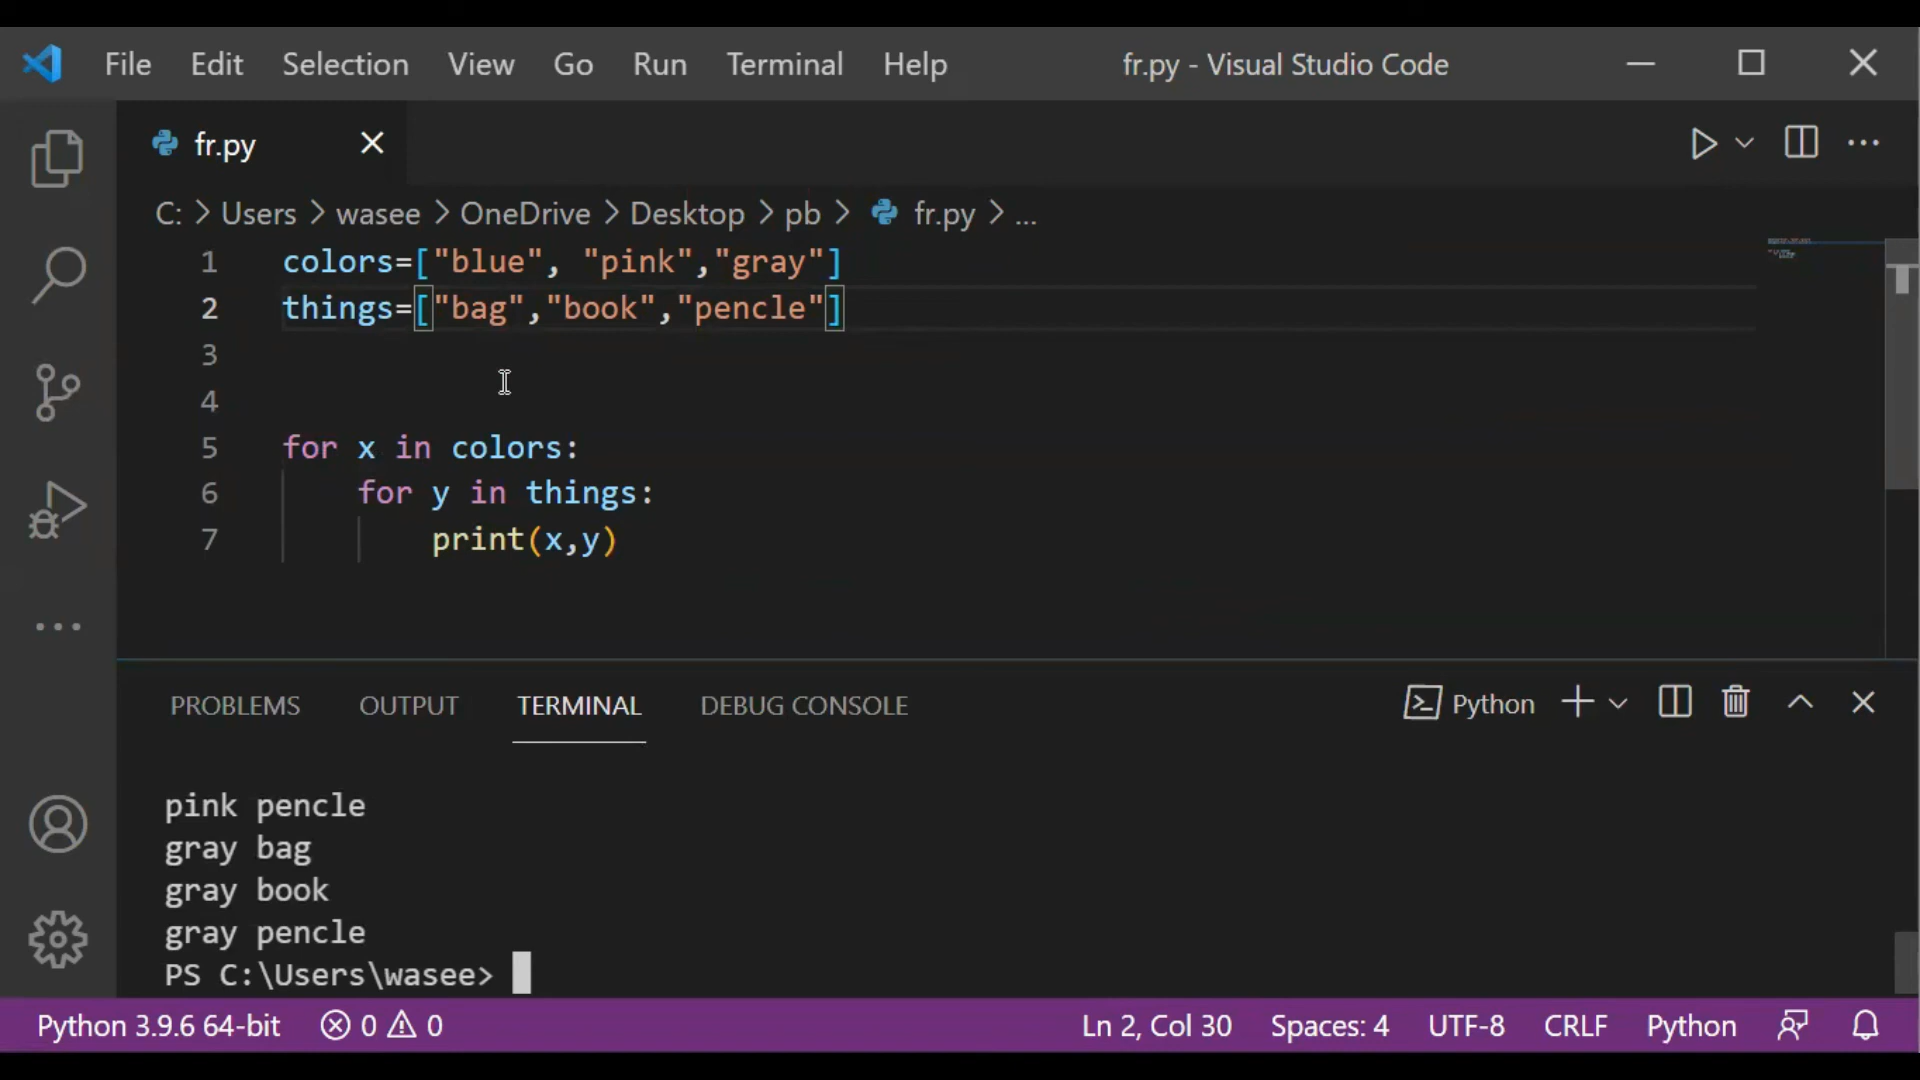 File Edit Selection View Go Run Terminal Help fr.py - Visual Studio Code
fr.py
C: > Users > wasee > OneDrive > Desktop > pb > fr.py > ...
1 colors=["blue", "pink","gray"]
2 things=["bag","book","pencle"]
3
4
5 for x in colors:
6 for y in things:
7 print(x,y)
PROBLEMS OUTPUT TERMINAL DEBUG CONSOLE Python
pink pencle
gray bag
gray book
gray pencle
PS C:\Users\wasee>
Python 3.9.6 64-bit 0 0 Ln 2, Col 30 Spaces: 4 UTF-8 CRLF Python